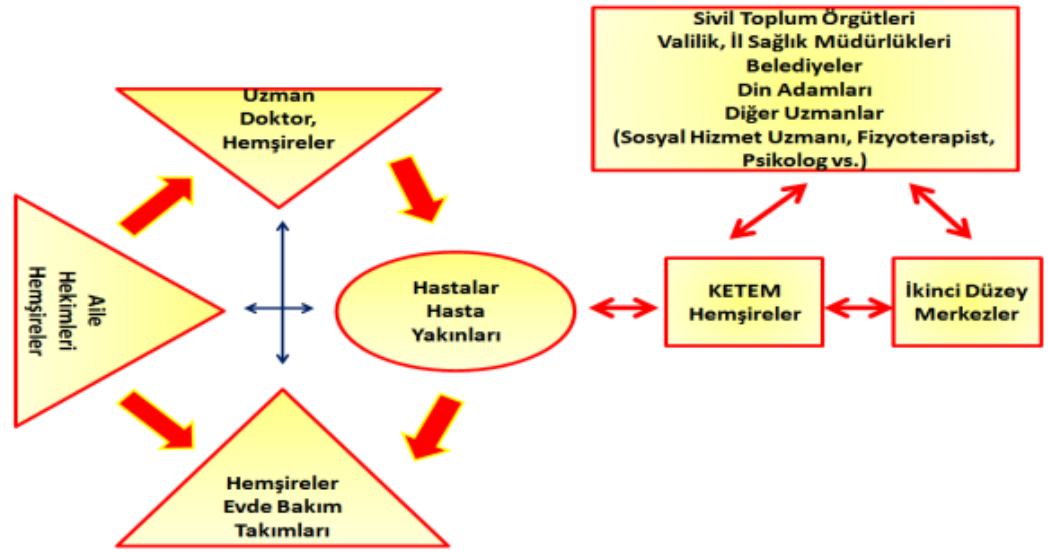 Uzman
Doktor,
Hemşireler
Aile
Hekimleri
Hemşireler
Hastalar
Hasta
Yakınları
Hemşireler
Evde Bakım
Takımları
Sivil Toplum Örgütleri
Valilik, İl Sağlık Müdürlükleri
Belediyeler
Din Adamları
Diğer Uzmanlar
(Sosyal Hizmet Uzmanı, Fizyoterapist,
Psikolog vs.)
KETEM
Hemşireler
İkinci Düzey
Merkezler